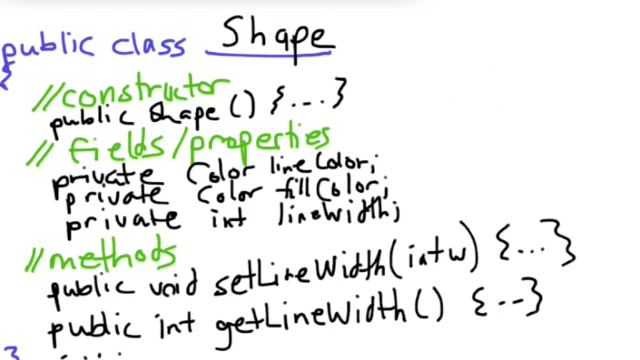 public class Shape
{
//constructor
public Shape () {...}
// fields/properties
private Color lineColor;
private Color fillColor;
private int lineWidth;
//methods
public void setLineWidth(int w) {...}
public int getLineWidth() {--}
}